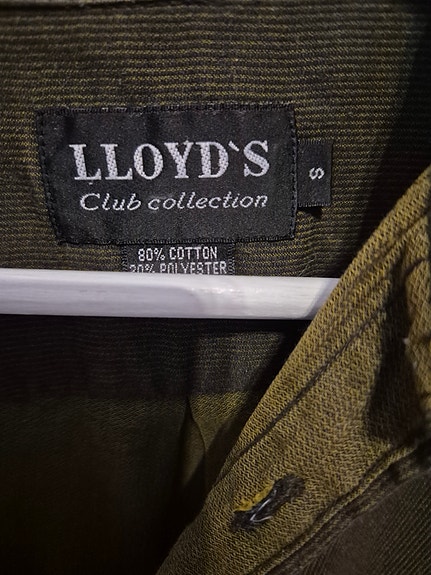 LLOYD`S
Club collection
S
80% COTTON
20% POLYESTER